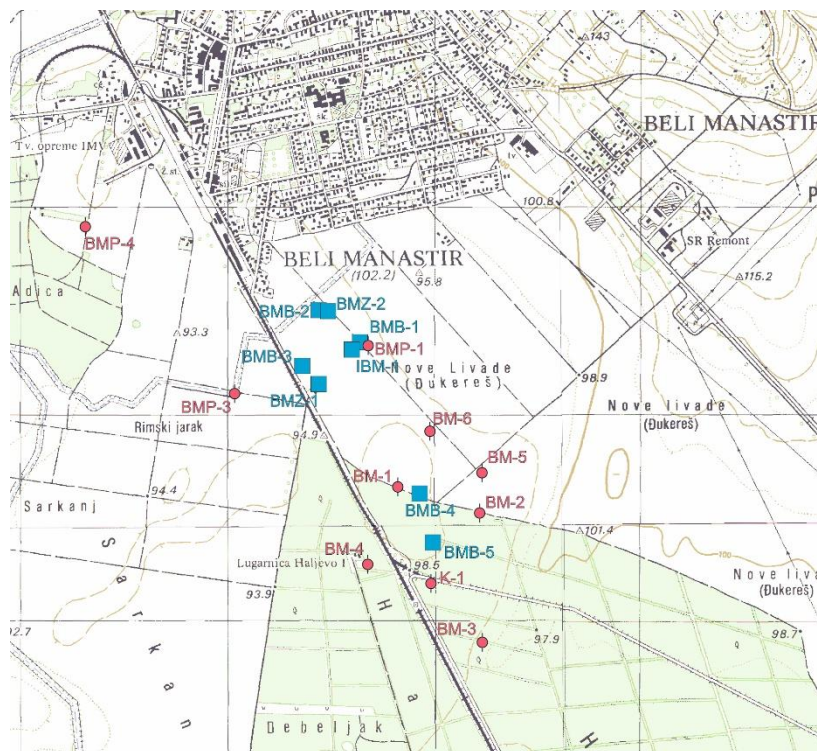 143
BELI MANASTIR
Tv. opreme IMV
Ž.st.
100.8
P
BMP-4
SR Remont
BELI MANASTIR
(102.2)
95.8
115.2
Adica
BMB-2
BMZ-2
93.3
BMB-1
BMP-1
BMB-3
IBM-1
Nove Livade
(Đukereš)
98.9
BMZ-1
BMP-3
Nove livade
(Đukereš)
Rimski jarak
94.9
BM-6
BM-5
BM-1
94.4
BMB-4
BM-2
Sarkanj
101.4
BMB-5
BM-4
Lugarnica Haljevo I
98.5
100
K-1
93.9
Nove liva
(Đukereš)
H
a
92.7
BM-3
97.9
98.7
S
a
r
k
a
n
j
Debeljak
H